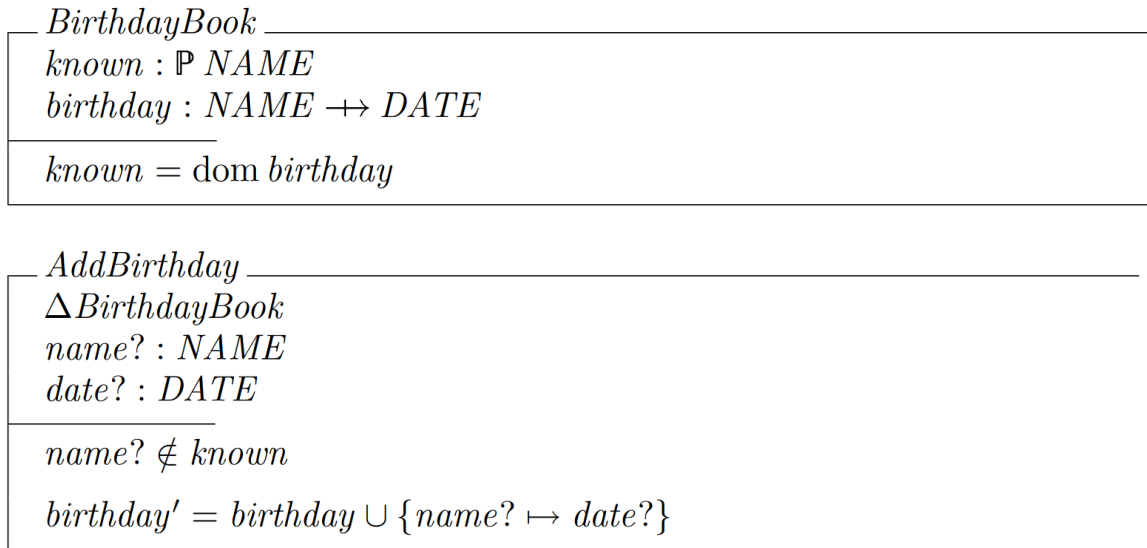 BirthdayBook
known : ℙ NAME
birthday : NAME ⇸ DATE
known = dom birthday
AddBirthday
ΔBirthdayBook
name? : NAME
date? : DATE
name? ∉ known
birthday′ = birthday ∪ {name? ↦ date?}